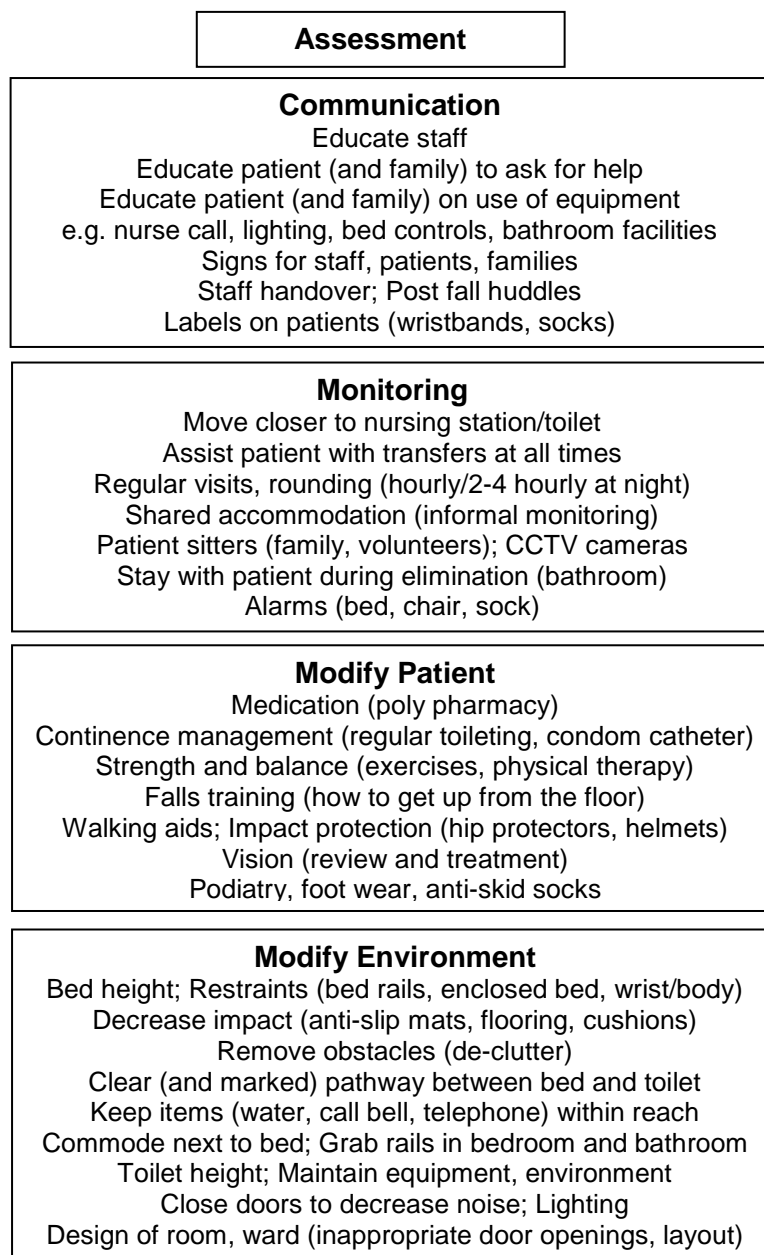 Assessment
Communication
Educate staff
Educate patient (and family) to ask for help
Educate patient (and family) on use of equipment
e.g. nurse call, lighting, bed controls, bathroom facilities
Signs for staff, patients, families
Staff handover; Post fall huddles
Labels on patients (wristbands, socks)
Monitoring
Move closer to nursing station/toilet
Assist patient with transfers at all times
Regular visits, rounding (hourly/2-4 hourly at night)
Shared accommodation (informal monitoring)
Patient sitters (family, volunteers); CCTV cameras
Stay with patient during elimination (bathroom)
Alarms (bed, chair, sock)
Modify Patient
Medication (poly pharmacy)
Continence management (regular toileting, condom catheter)
Strength and balance (exercises, physical therapy)
Falls training (how to get up from the floor)
Walking aids; Impact protection (hip protectors, helmets)
Vision (review and treatment)
Podiatry, foot wear, anti-skid socks
Modify Environment
Bed height; Restraints (bed rails, enclosed bed, wrist/body)
Decrease impact (anti-slip mats, flooring, cushions)
Remove obstacles (de-clutter)
Clear (and marked) pathway between bed and toilet
Keep items (water, call bell, telephone) within reach
Commode next to bed; Grab rails in bedroom and bathroom
Toilet height; Maintain equipment, environment
Close doors to decrease noise; Lighting
Design of room, ward (inappropriate door openings, layout)